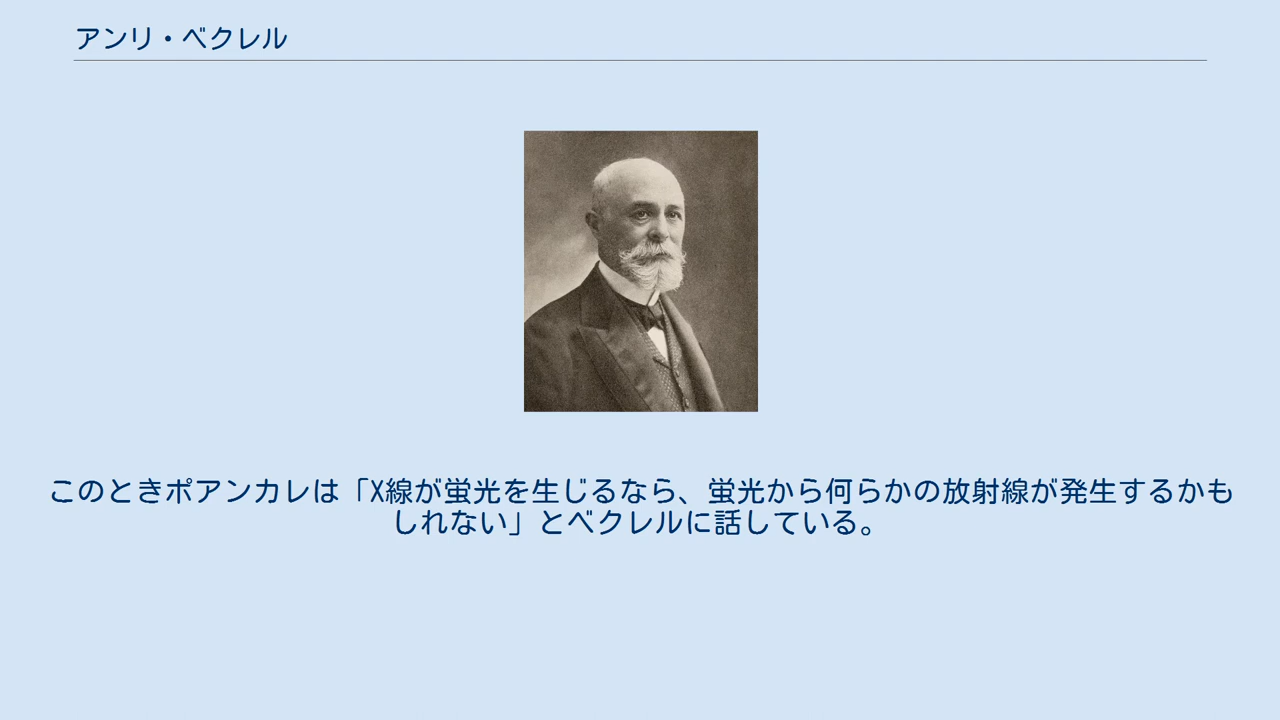 アンリ・ベクレル
このときポアンカレは「X線が蛍光を生じるなら、蛍光から何らかの放射線が発生するかも
しれない」とベクレルに話している。